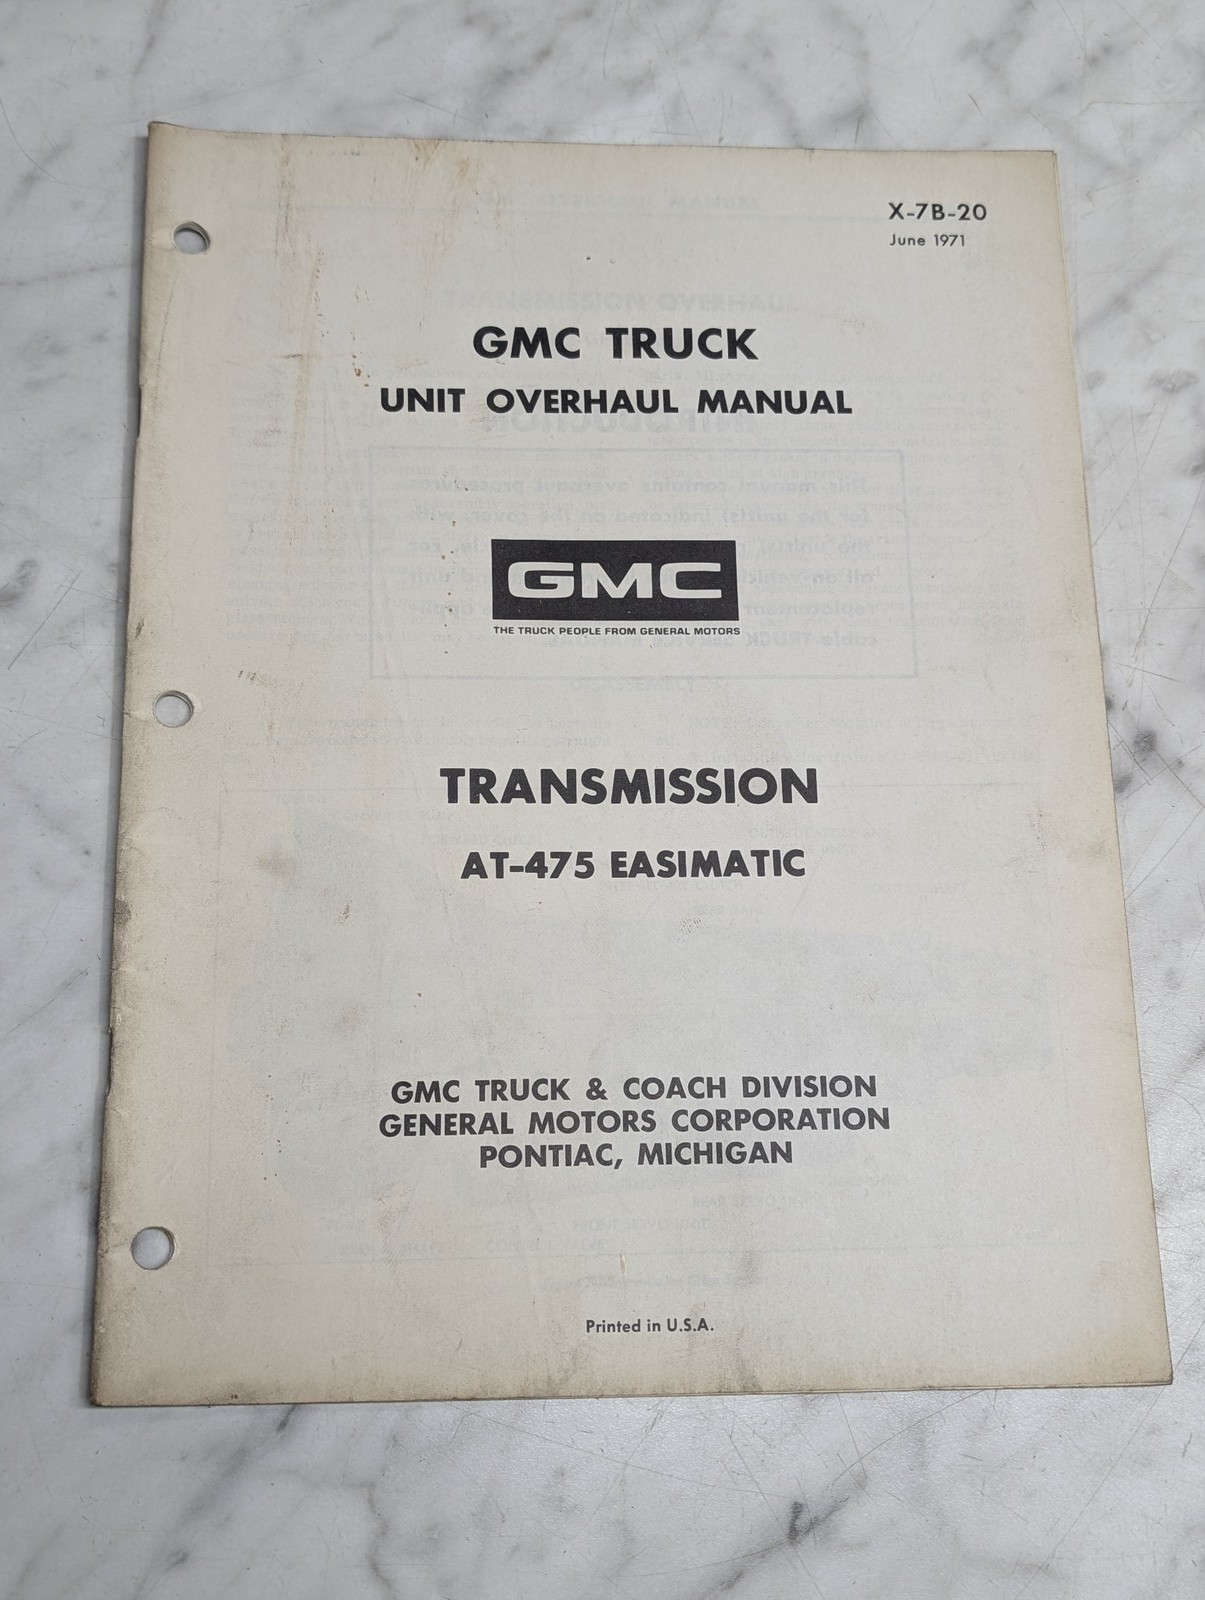 X-7B-20
June 1971
GMC TRUCK
UNIT OVERHAUL MANUAL
GMC
THE TRUCK PEOPLE FROM GENERAL MOTORS
TRANSMISSION
AT-475 EASIMATIC
GMC TRUCK & COACH DIVISION
GENERAL MOTORS CORPORATION
PONTIAC, MICHIGAN
Printed in U.S.A.